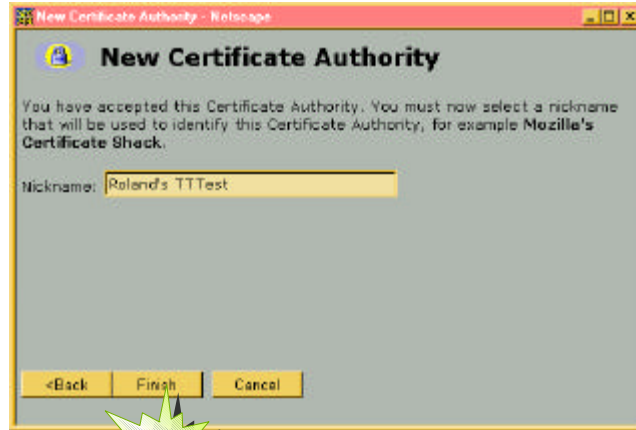 New Certificate Authority - Netscape
New Certificate Authority
You have accepted this Certificate Authority. You must now select a nickname
that will be used to identify this Certificate Authority, for example Mozilla's
Certificate Shack.
Nickname: Roland's TTTest
<Back Finish Cancel